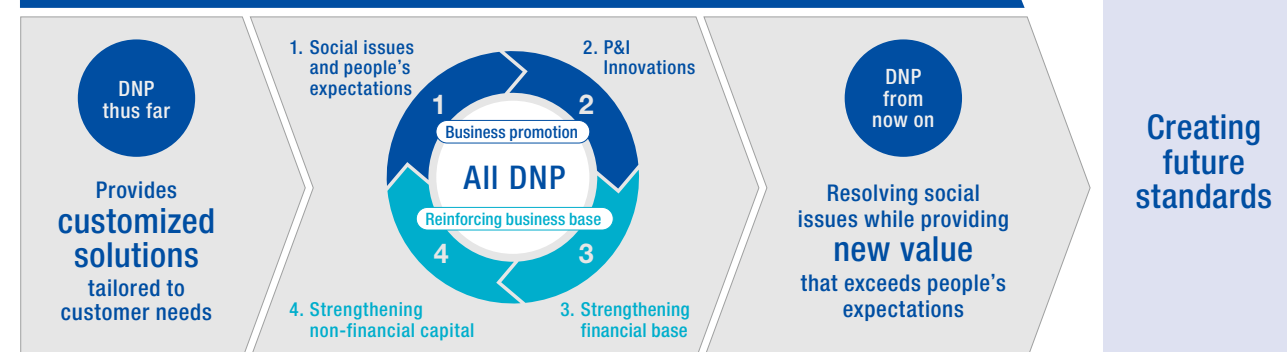 DNP
thus far
Provides
customized
solutions
tailored to
customer needs
1. Social issues
and people's
expectations
2. P&I
Innovations
1
2
Business promotion
All DNP
Reinforcing business base
4
3
4. Strengthening
non-financial capital
3. Strengthening
financial base
DNP
from
now on
Resolving social
issues while providing
new value
that exceeds people's
expectations
Creating
future
standards